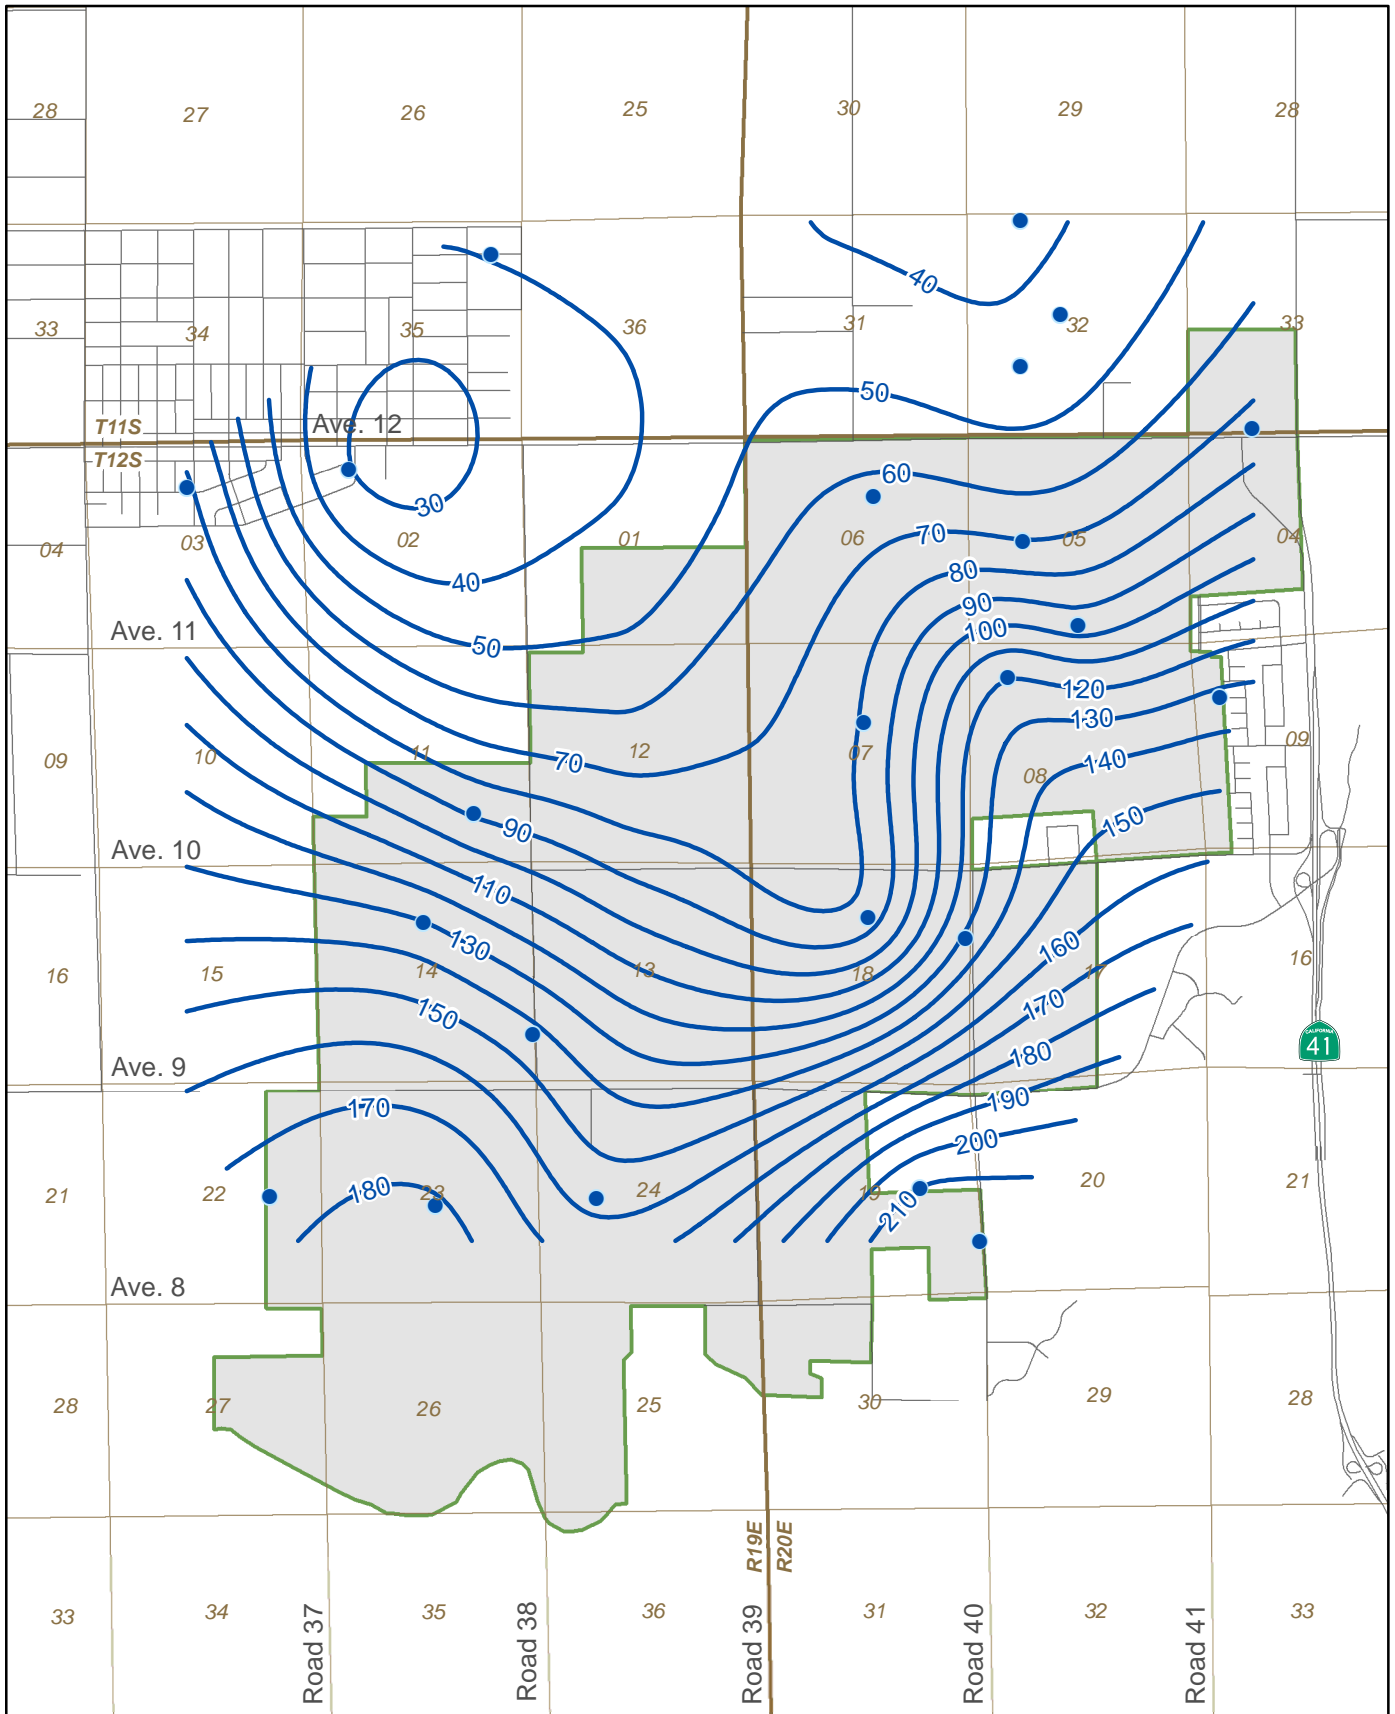 28 27 26 25 30 29 28
40
33 34 35 36 31 32 33
50
T11S
Ave. 12
T12S
60
30
70
04 03 02 01 06 05 04
80
40
90
100
Ave. 11
50
120
130
09 10 11 70 12 07 08 140 09
90
150
Ave. 10
110
130
160
16 15 14 13 18 17 16
150
170
CALIFORNIA
41
180
Ave. 9
190
170
200
21 22 180 23 24 19 20 21
210
Ave. 8
28 27 26 25 30 29 28
R19E
R20E
33 34 35 36 31 32 33
Road 37
Road 38
Road 39
Road 40
Road 41